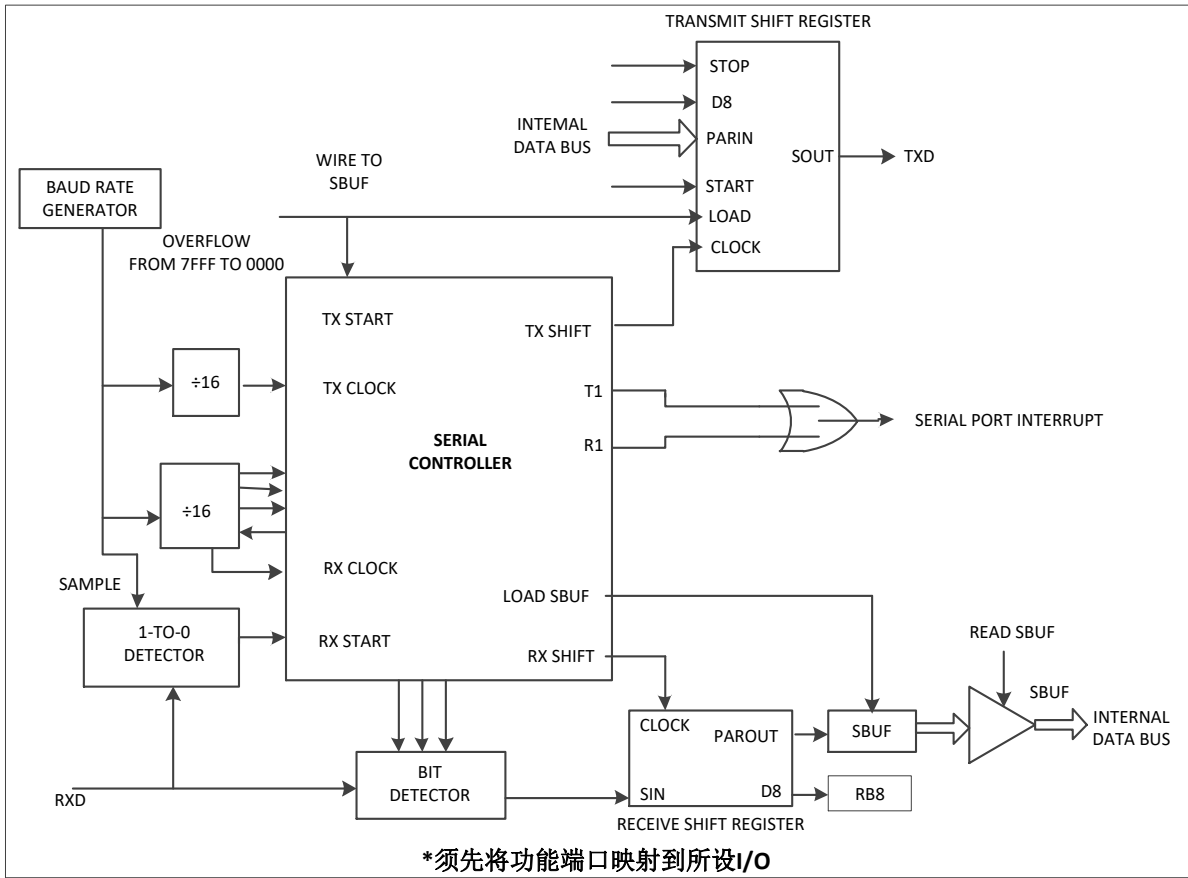 TRANSMIT SHIFT REGISTER
STOP
D8
INTEMAL
DATA BUS
PARIN
SOUT
TXD
WIRE TO
SBUF
START
BAUD RATE
GENERATOR
LOAD
OVERFLOW
FROM 7FFF TO 0000
CLOCK
TX START
TX SHIFT
÷16
TX CLOCK
T1
SERIAL PORT INTERRUPT
SERIAL
CONTROLLER
R1
÷16
RX CLOCK
SAMPLE
LOAD SBUF
1-TO-0
DETECTOR
RX START
RX SHIFT
READ SBUF
SBUF
CLOCK
PAROUT
SBUF
INTERNAL
DATA BUS
BIT
DETECTOR
RXD
SIN
D8
RB8
RECEIVE SHIFT REGISTER
*须先将功能端口映射到所设I/O